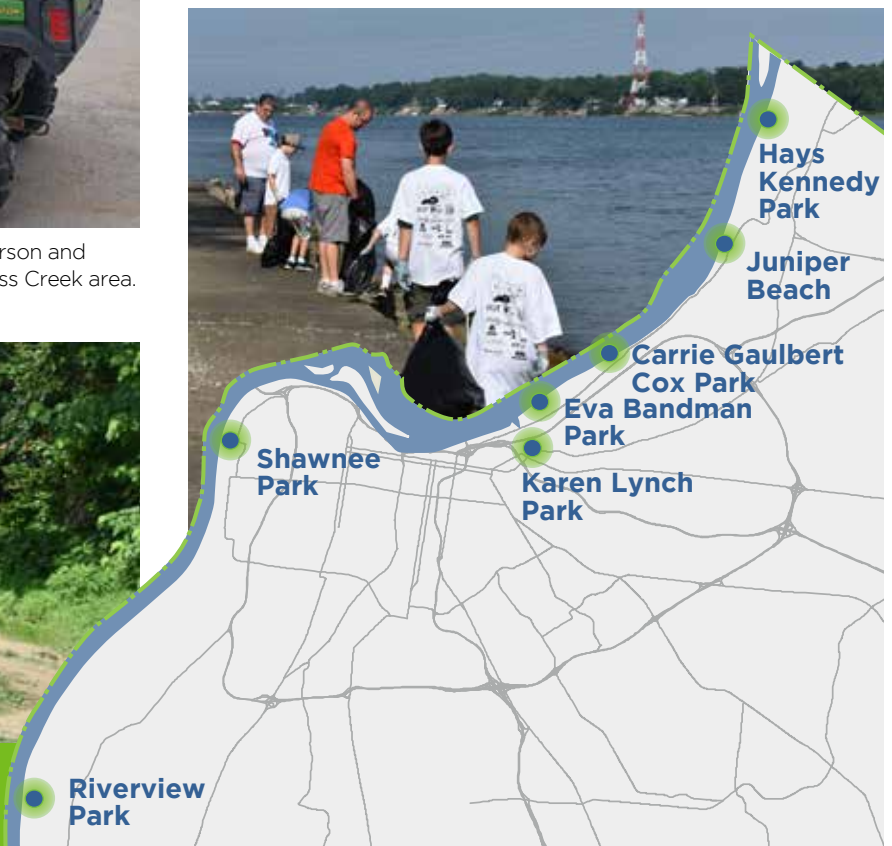 rson and
ss Creek area.
Hays
Kennedy
Park
Juniper
Beach
Carrie Gaulbert
Cox Park
Eva Bandman
Park
Karen Lynch
Park
Shawnee
Park
Riverview
Park